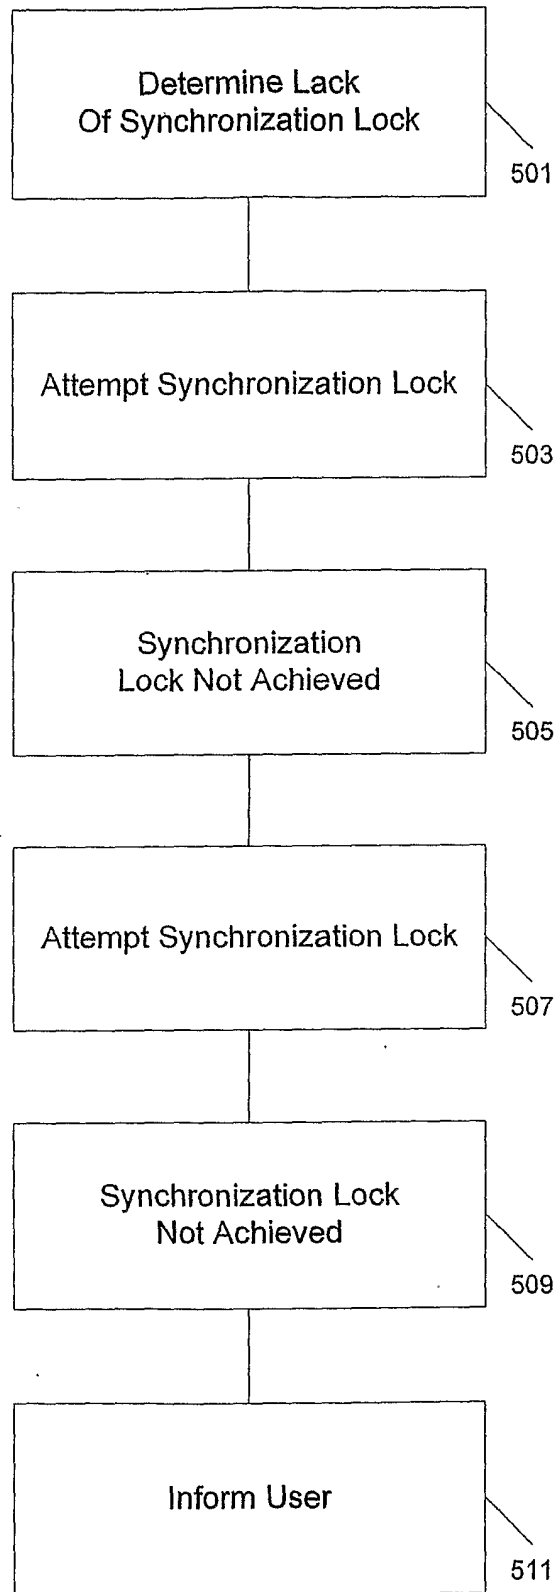 Determine Lack
Of Synchronization Lock
501
Attempt Synchronization Lock
503
Synchronization
Lock Not Achieved
505
Attempt Synchronization Lock
507
Synchronization Lock
Not Achieved
509
Inform User
511